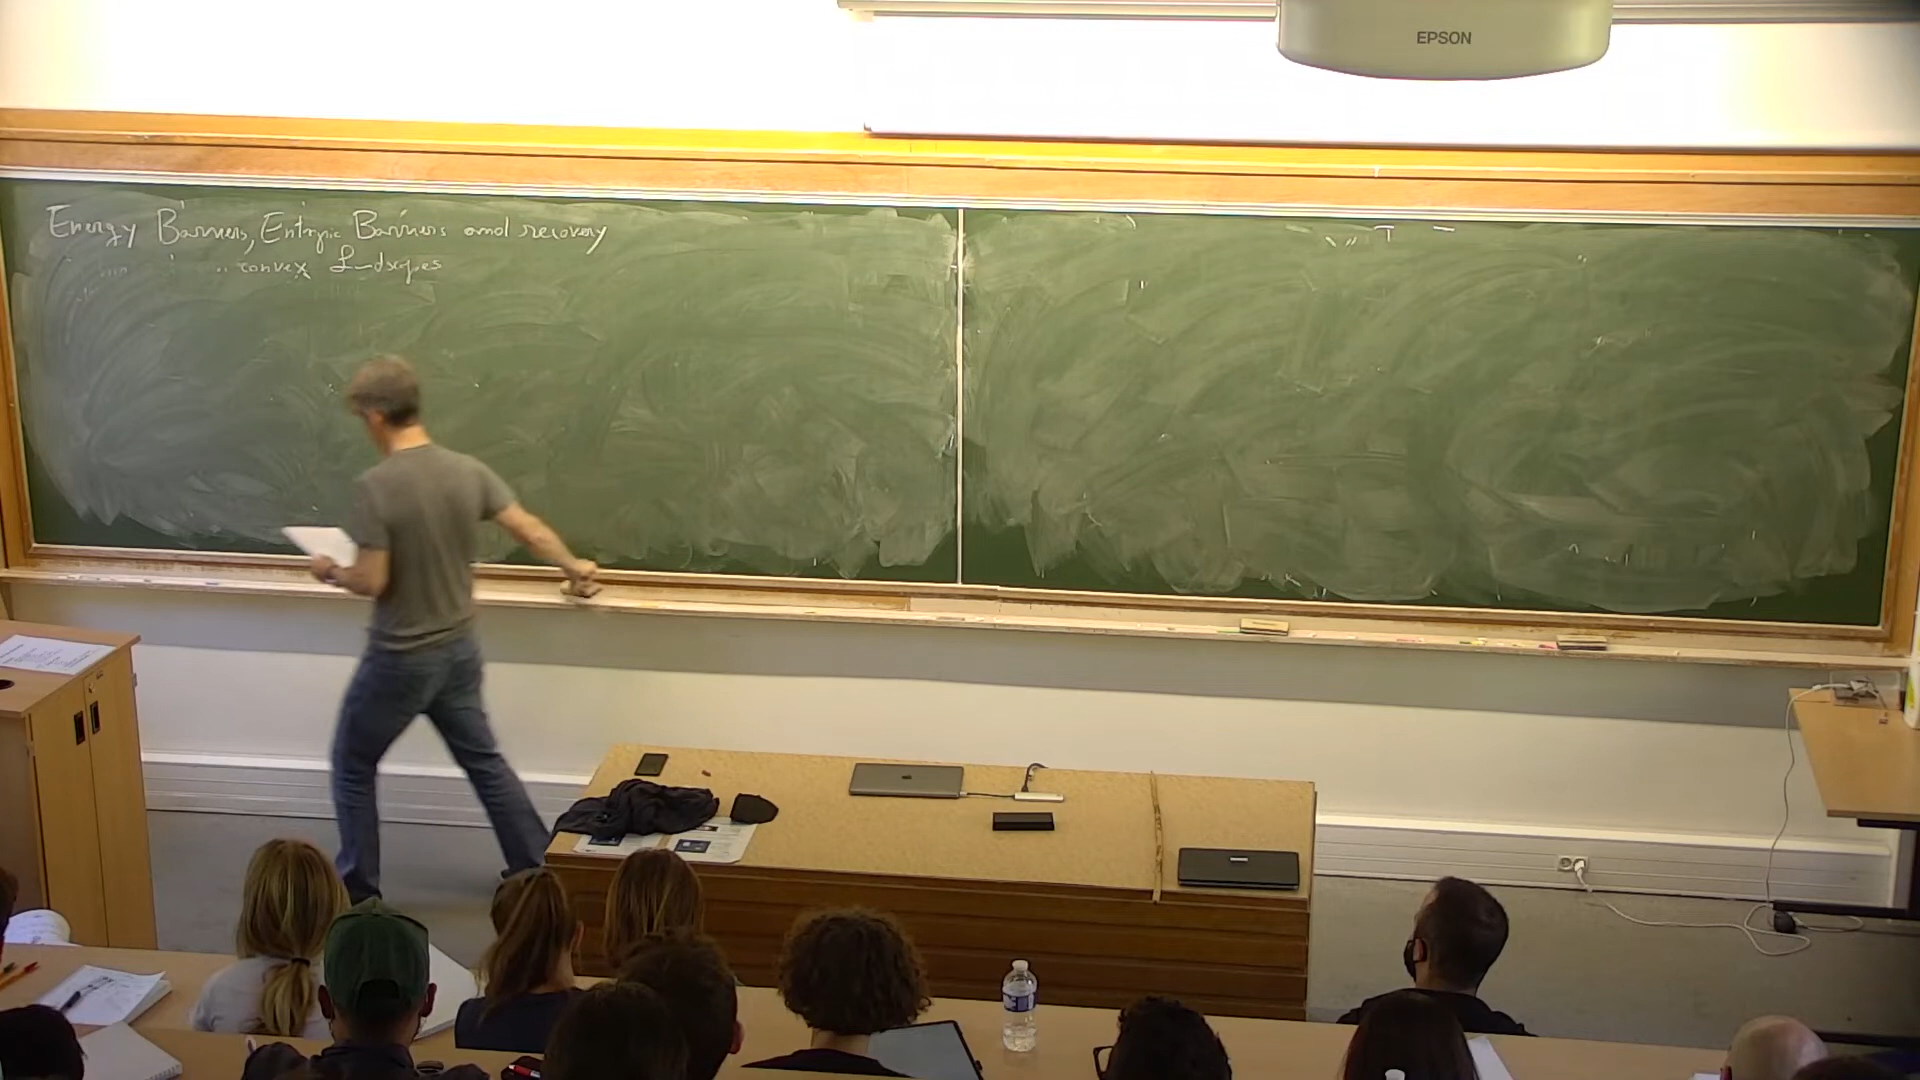 EPSON
Energy Barriers, Entropic Barriers and recovery
convex Landscapes